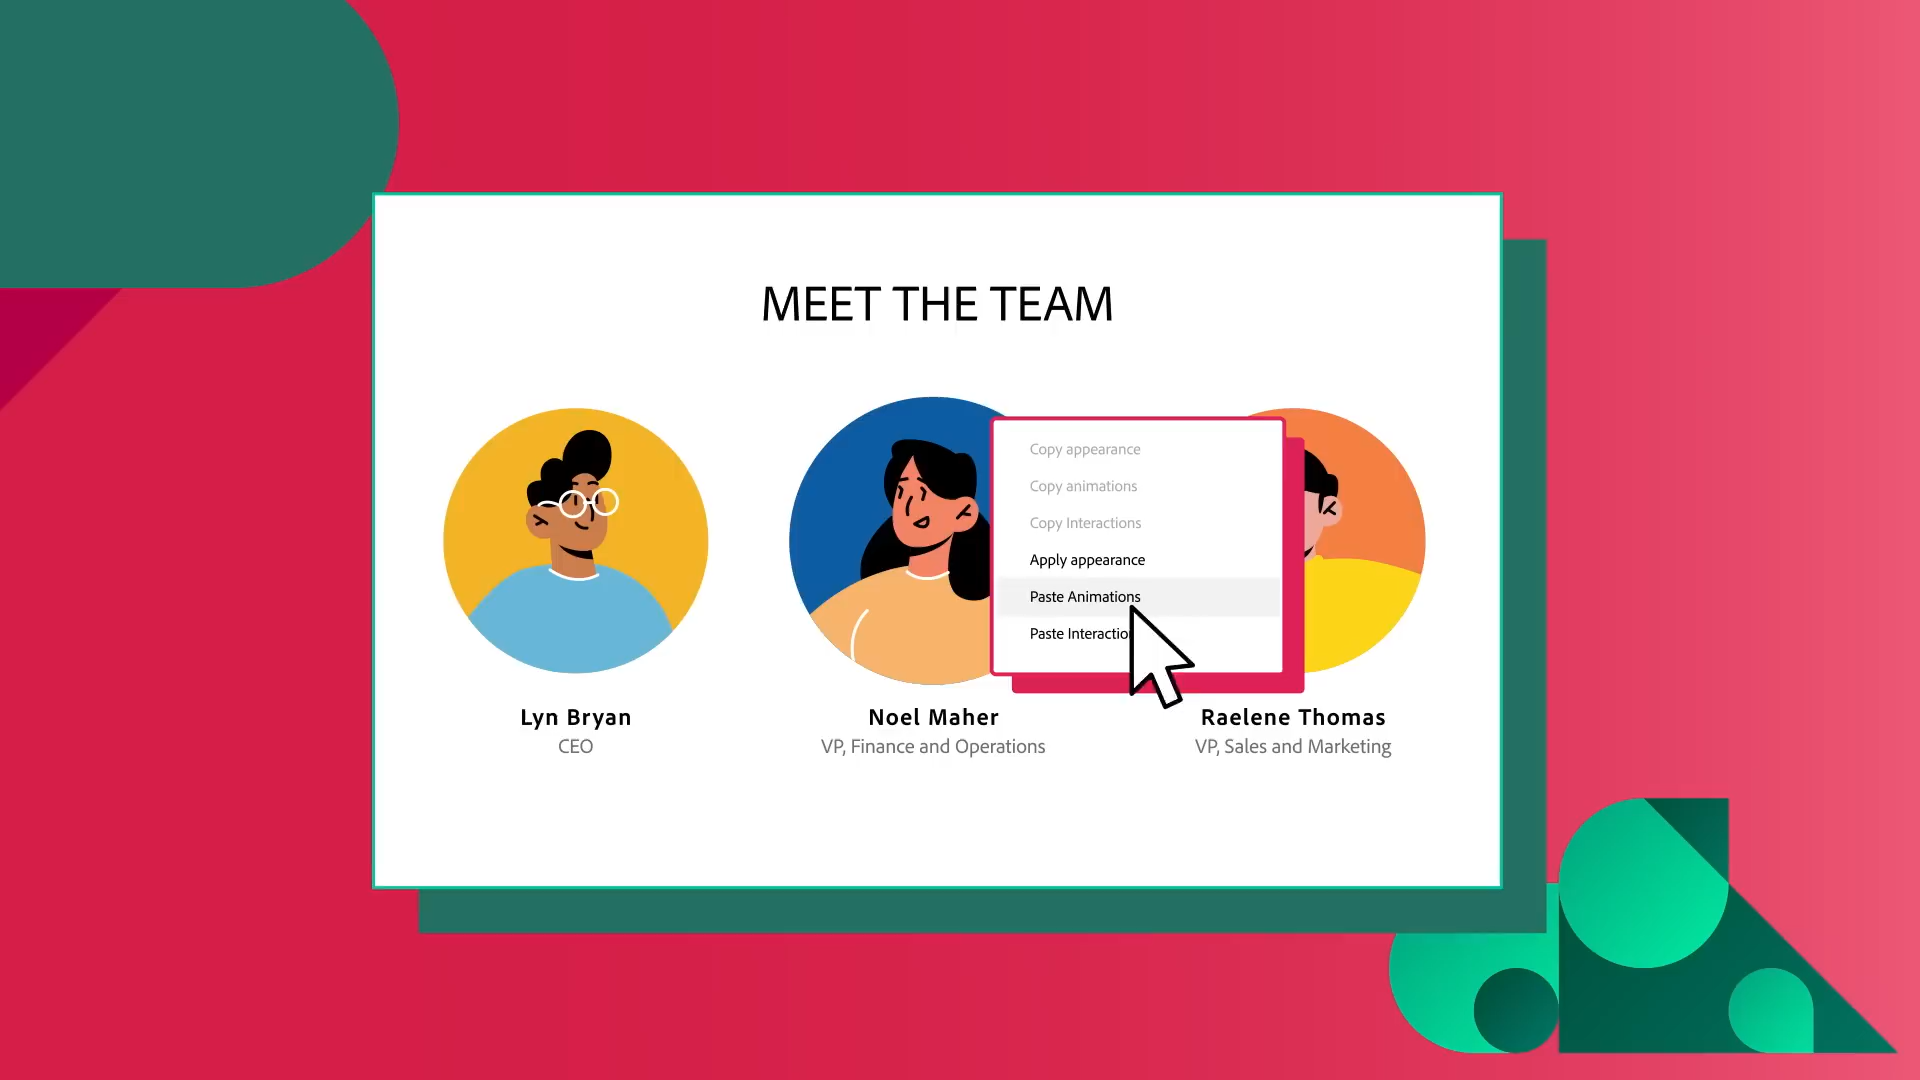 MEET THE TEAM
Copy appearance
Copy animations
Copy Interactions
Apply appearance
Paste Animations
Paste Interaction
Lyn Bryan
CEO
Noel Maher
VP, Finance and Operations
Raelene Thomas
VP, Sales and Marketing